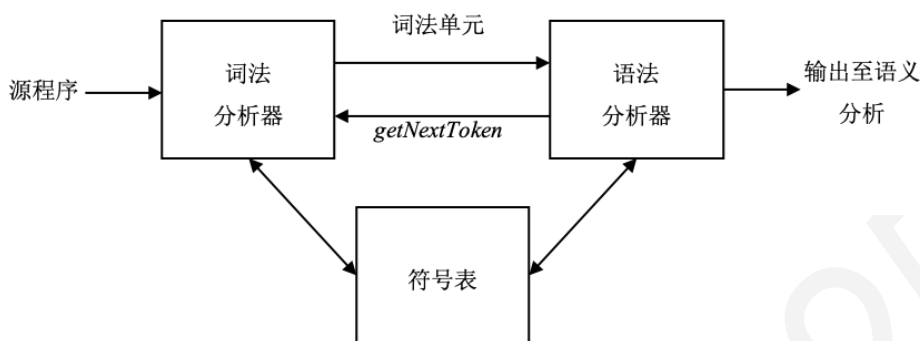 词法单元
源程序
词法
分析器
语法
分析器
输出至语义
分析
getNextToken
符号表